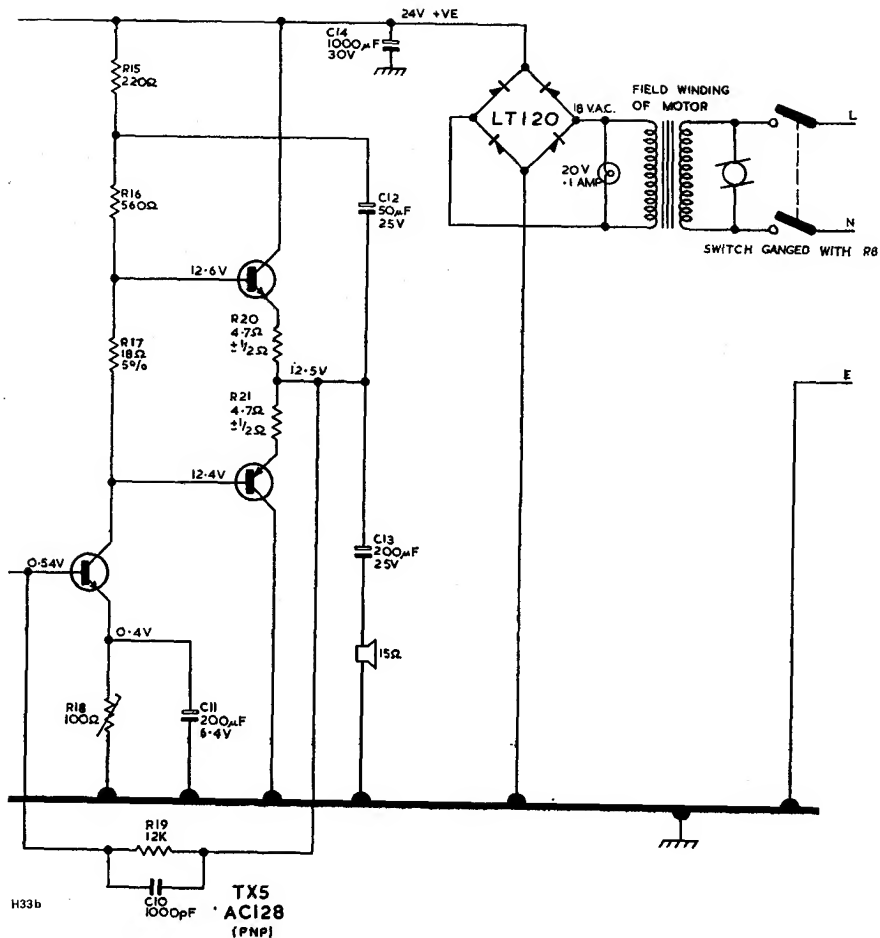 24V +VE
C14
1000µF
30V
R15
220Ω
18 V.A.C.
FIELD WINDING
OF MOTOR
L
LT120
20V
·1 AMP
R16
560Ω
C12
50µF
25V
N
SWITCH GANGED WITH R8
12·6V
R17
18Ω
5%
R20
4·7Ω
±1/2Ω
12·5V
E
R21
4·7Ω
±1/2Ω
12·4V
C13
200µF
25V
0·54V
0·4V
15Ω
R18
100Ω
C11
200µF
6·4V
R19
12K
C10
1000pF
H33b
TX5
AC128
(PNP)